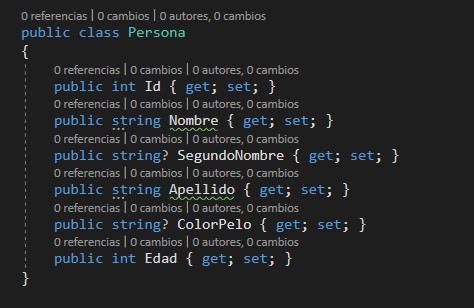 0 referencias | 0 cambios | 0 autores, 0 cambios
public class Persona
{
0 referencias | 0 cambios | 0 autores, 0 cambios
public int Id { get; set; }
0 referencias | 0 cambios | 0 autores, 0 cambios
public string Nombre { get; set; }
0 referencias | 0 cambios | 0 autores, 0 cambios
public string? SegundoNombre { get; set; }
0 referencias | 0 cambios | 0 autores, 0 cambios
public string Apellido { get; set; }
0 referencias | 0 cambios | 0 autores, 0 cambios
public string? ColorPelo { get; set; }
0 referencias | 0 cambios | 0 autores, 0 cambios
public int Edad { get; set; }
}